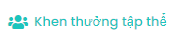 Khen thưởng tập thể